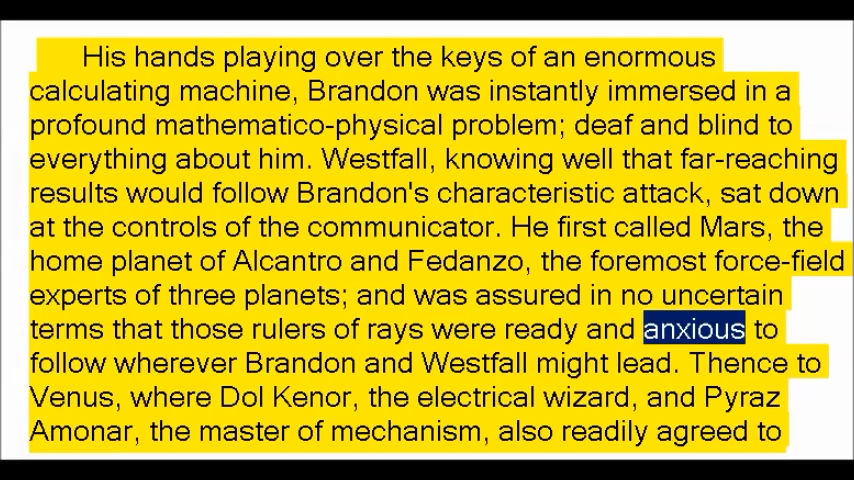 His hands playing over the keys of an enormous
calculating machine, Brandon was instantly immersed in a
profound mathematico-physical problem; deaf and blind to
everything about him. Westfall, knowing well that far-reaching
results would follow Brandon's characteristic attack, sat down
at the controls of the communicator. He first called Mars, the
home planet of Alcantro and Fedanzo, the foremost force-field
experts of three planets; and was assured in no uncertain
terms that those rulers of rays were ready and anxious to
follow wherever Brandon and Westfall might lead. Thence to
Venus, where Dol Kenor, the electrical wizard, and Pyraz
Amonar, the master of mechanism, also readily agreed to